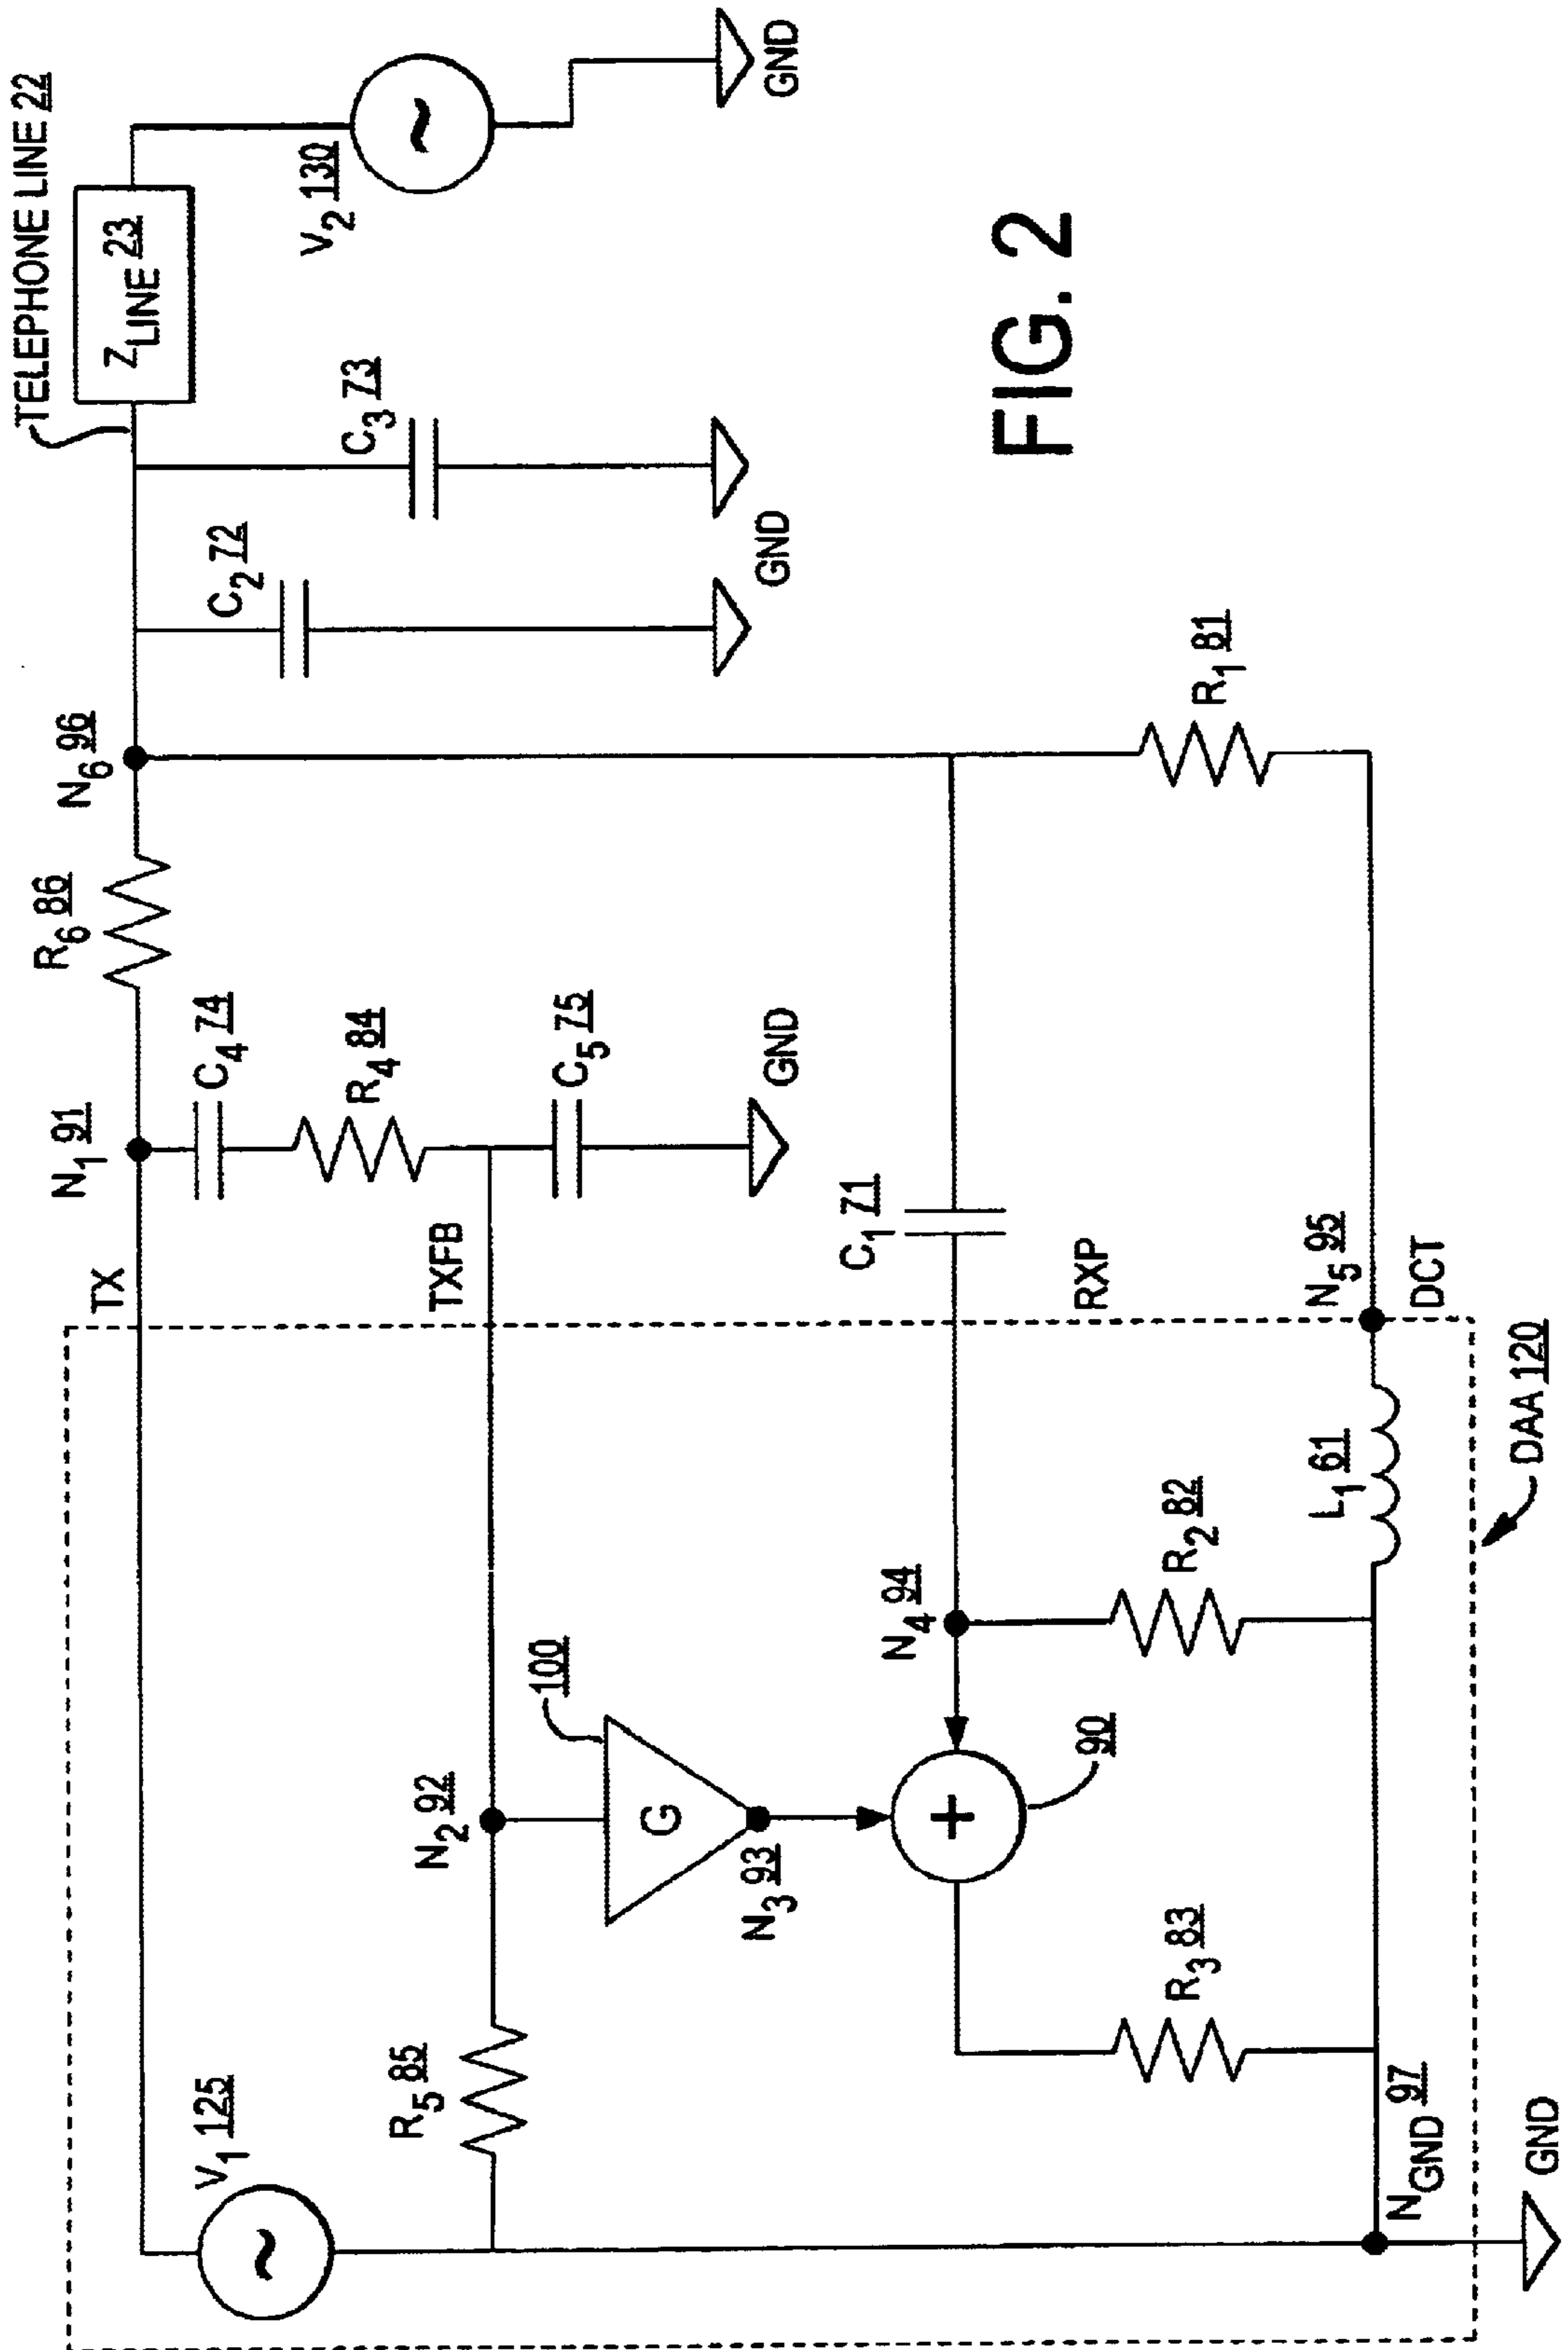 TELEPHONE LINE 22
Z LINE 23
V2 130
GND
C3 73
C2 72
GND
N6 96
R6 86
N1 91
C4 74
R4 84
C5 75
GND
TX
TXFB
C1 71
RXP
R1 81
N5 95
DCT
V1 125
R5 85
N2 92
100
G
N3 93
N4 94
+
90
R2 82
R3 83
L1 61
NGND 97
GND
DAA 120
FIG. 2